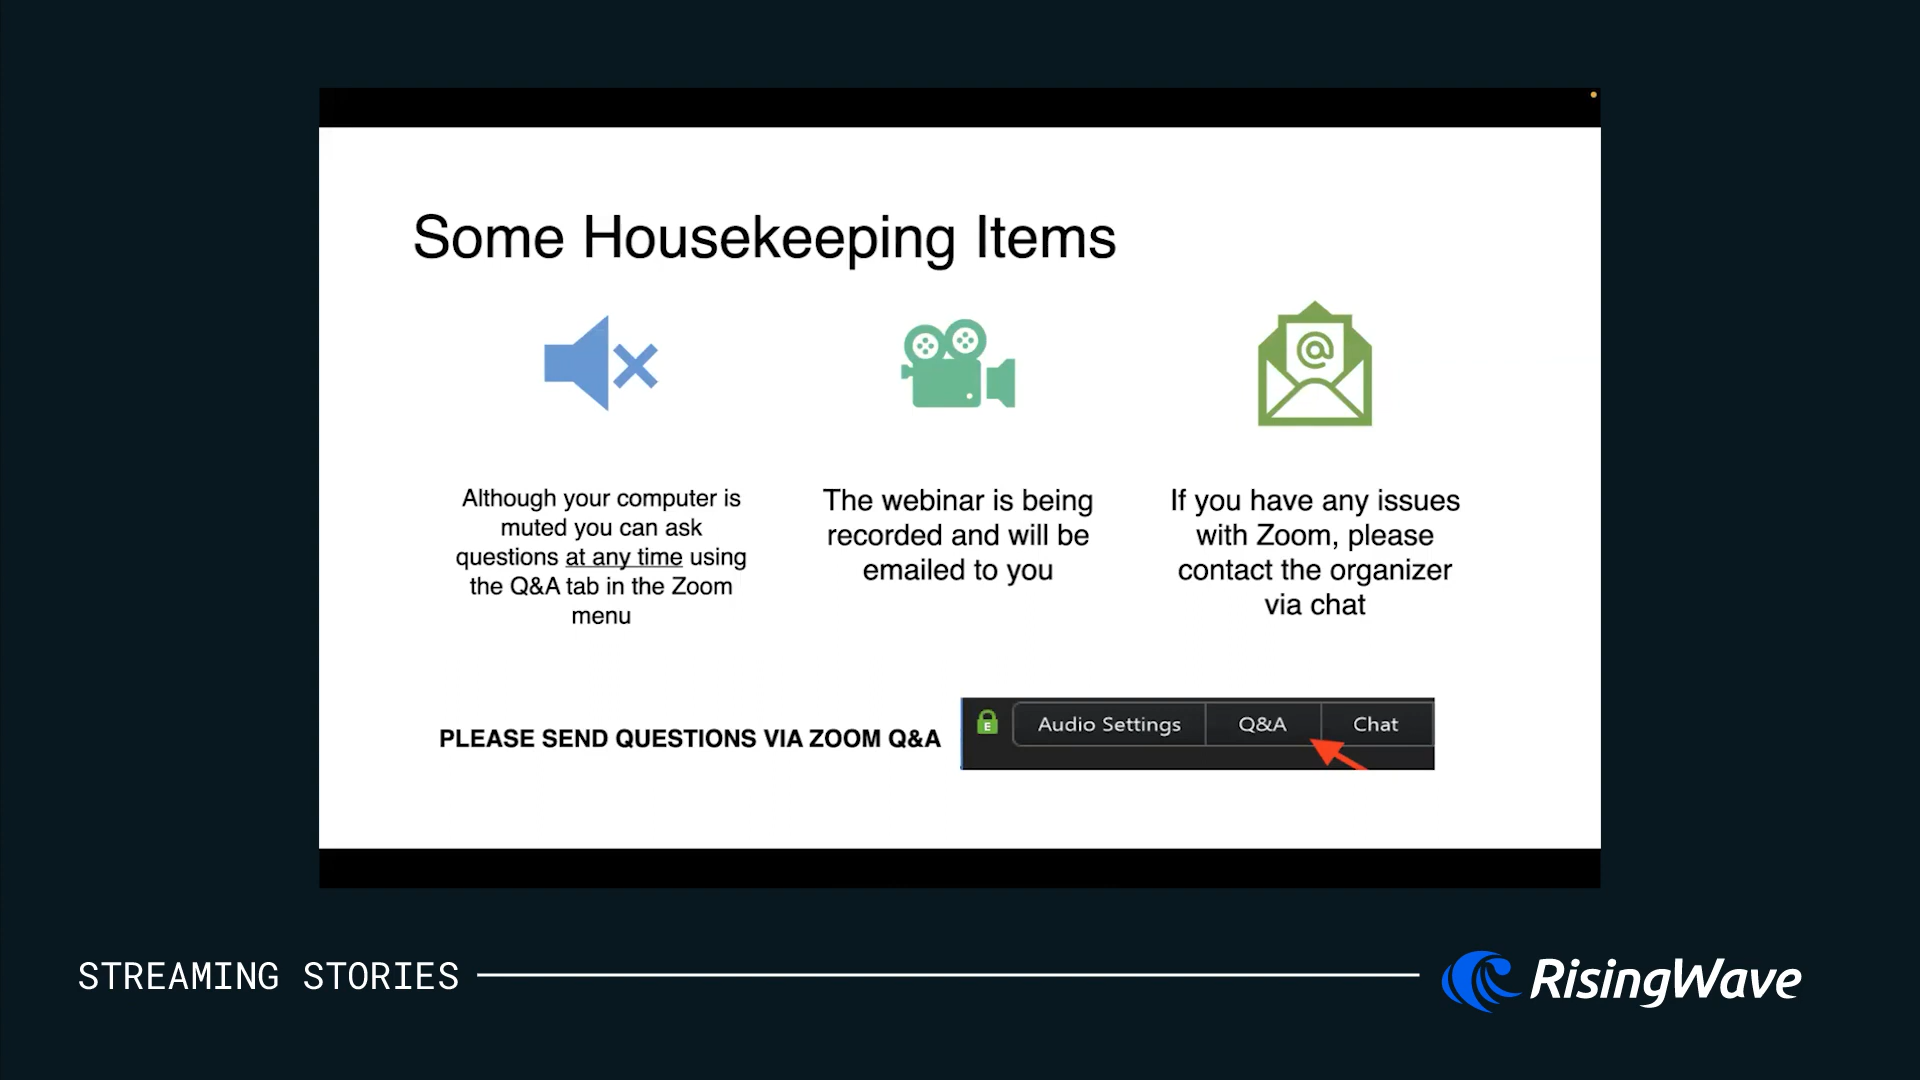 Some Housekeeping Items
@
Although your computer is
muted you can ask
questions at any time using
the Q&A tab in the Zoom
menu
The webinar is being
recorded and will be
emailed to you
If you have any issues
with Zoom, please
contact the organizer
via chat
PLEASE SEND QUESTIONS VIA ZOOM Q&A
E
Audio Settings
Q&A
Chat
STREAMING STORIES
RisingWave